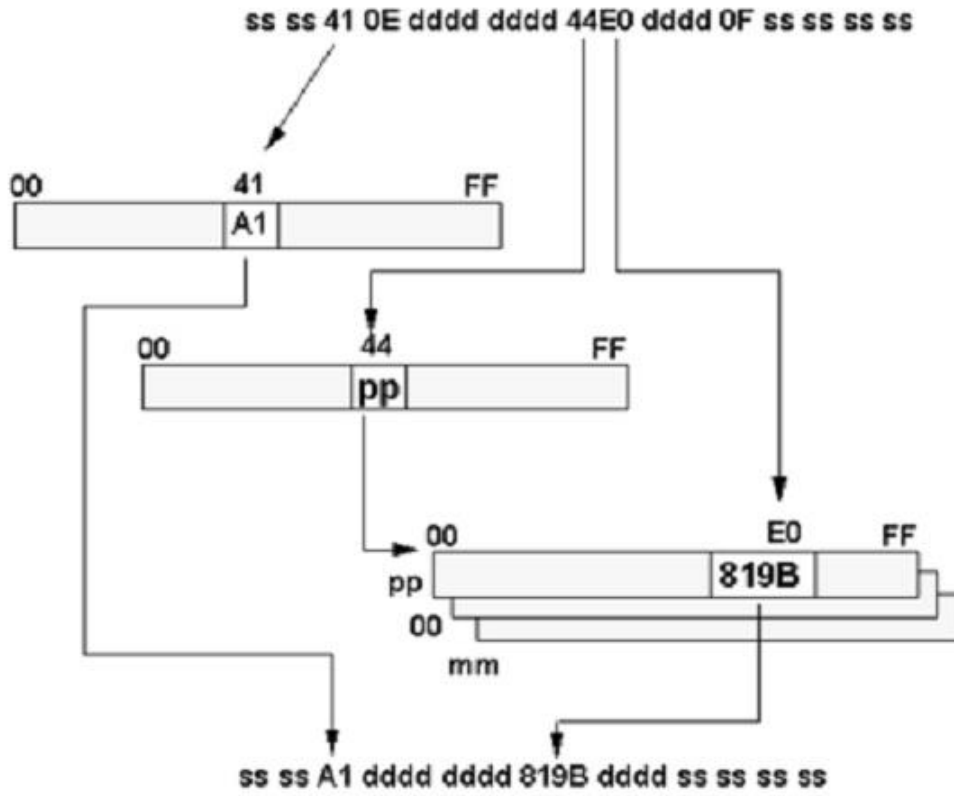 ss ss 41 0E dddd dddd 44E0 dddd 0F ss ss ss ss
00 41 FF
A1
00 44 FF
pp
00 E0 FF
pp 819B
00
mm
ss ss A1 dddd dddd 819B dddd ss ss ss ss